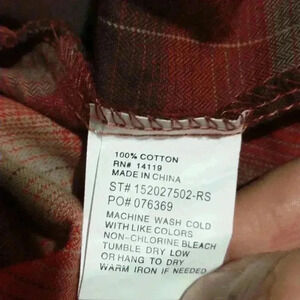 100% COTTON
RN# 14119
MADE IN CHINA
ST# 152027502-RS
PO# 076369
MACHINE WASH COLD
WITH LIKE COLORS
NON-CHLORINE BLEACH
TUMBLE DRY LOW
OR HANG TO DRY
WARM IRON IF NEEDED